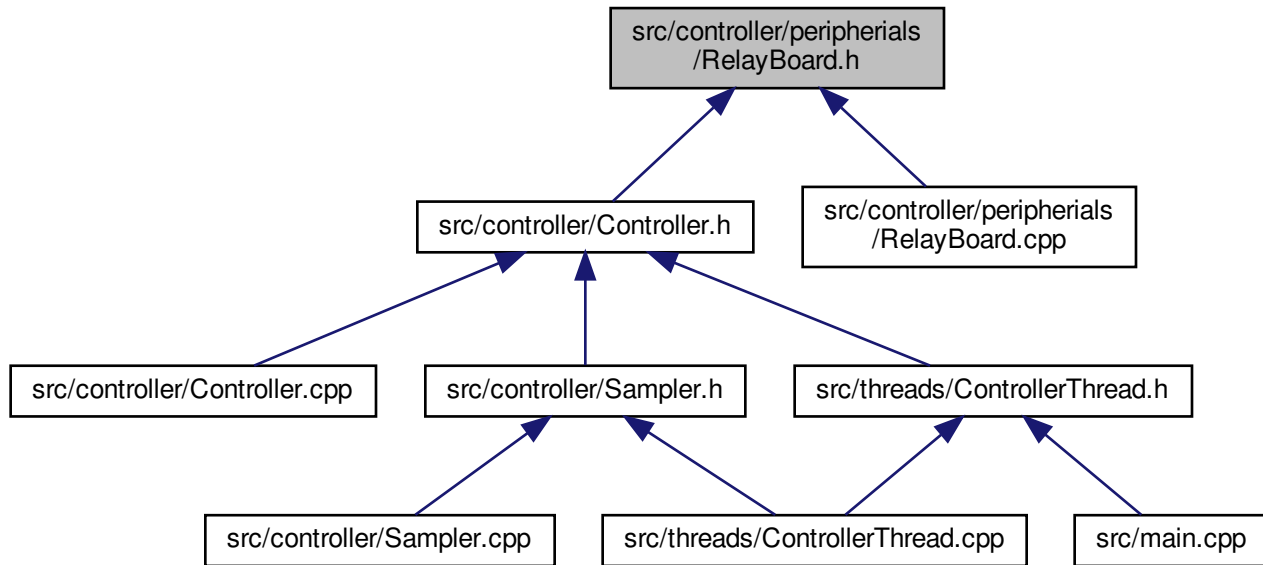 src/controller/peripherials
/RelayBoard.h
src/controller/Controller.h
src/controller/peripherials
/RelayBoard.cpp
src/controller/Controller.cpp
src/controller/Sampler.h
src/threads/ControllerThread.h
src/controller/Sampler.cpp
src/threads/ControllerThread.cpp
src/main.cpp